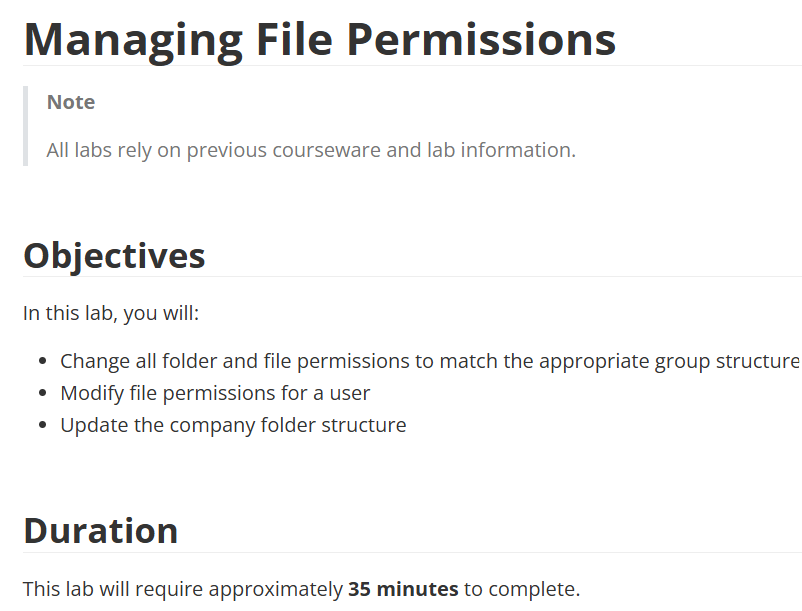 Managing File Permissions
Note
All labs rely on previous courseware and lab information.
Objectives
In this lab, you will:
Change all folder and file permissions to match the appropriate group structure
Modify file permissions for a user
Update the company folder structure
Duration
This lab will require approximately 35 minutes to complete.